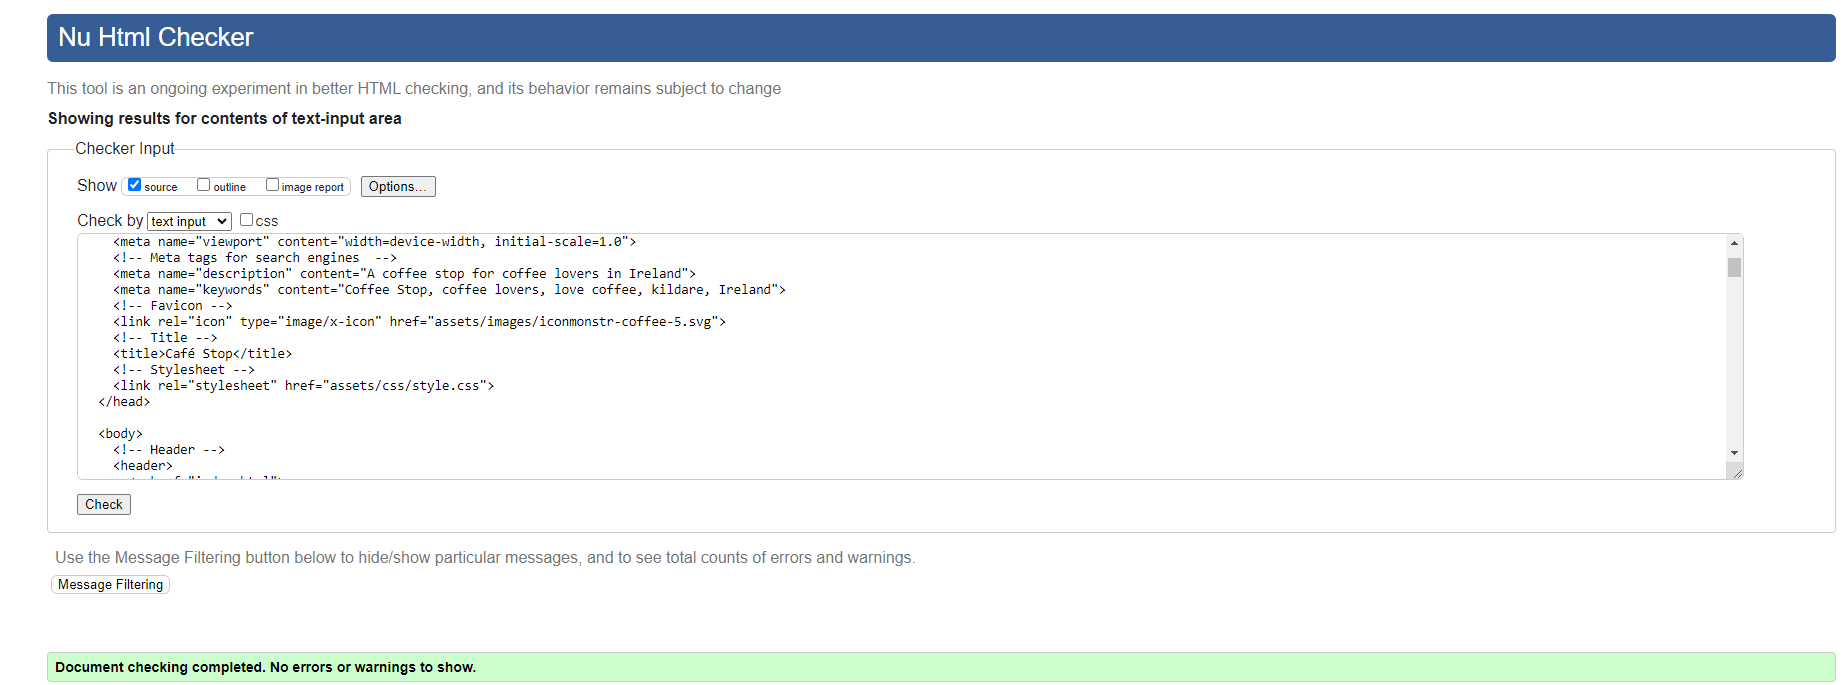 Nu Html Checker
This tool is an ongoing experiment in better HTML checking, and its behavior remains subject to change
Showing results for contents of text-input area
Checker Input
Show source outline image report Options...
Check by text input css
<meta name="viewport" content="width=device-width, initial-scale=1.0">
<!-- Meta tags for search engines  -->
<meta name="description" content="A coffee stop for coffee lovers in Ireland">
<meta name="keywords" content="Coffee Stop, coffee lovers, love coffee, kildare, Ireland">
<!-- Favicon -->
<link rel="icon" type="image/x-icon" href="assets/images/iconmonstr-coffee-5.svg">
<!-- Title -->
<title>Café Stop</title>
<!-- Stylesheet -->
<link rel="stylesheet" href="assets/css/style.css">
</head>
<body>
<!-- Header -->
<header>
Check
Use the Message Filtering button below to hide/show particular messages, and to see total counts of errors and warnings.
Message Filtering
Document checking completed. No errors or warnings to show.